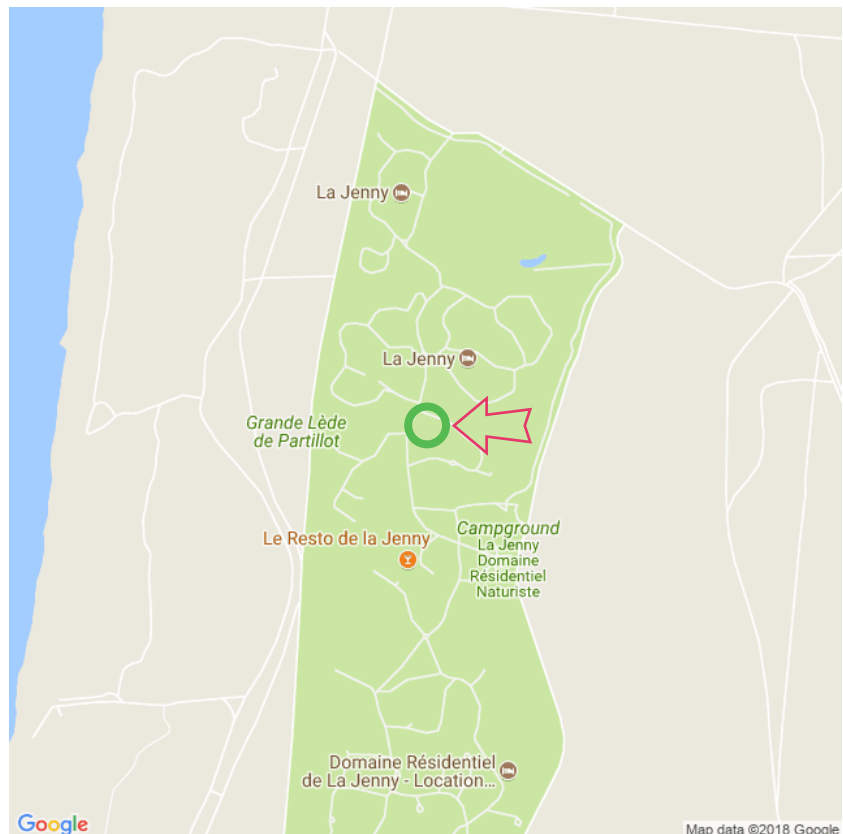 La Jenny
La Jenny
Grande Lède
de Partillot
Campground
La Jenny
Domaine
Résidentiel
Naturiste
Le Resto de la Jenny
Domaine Résidentiel
de La Jenny - Location...
Google
Map data ©2018 Google